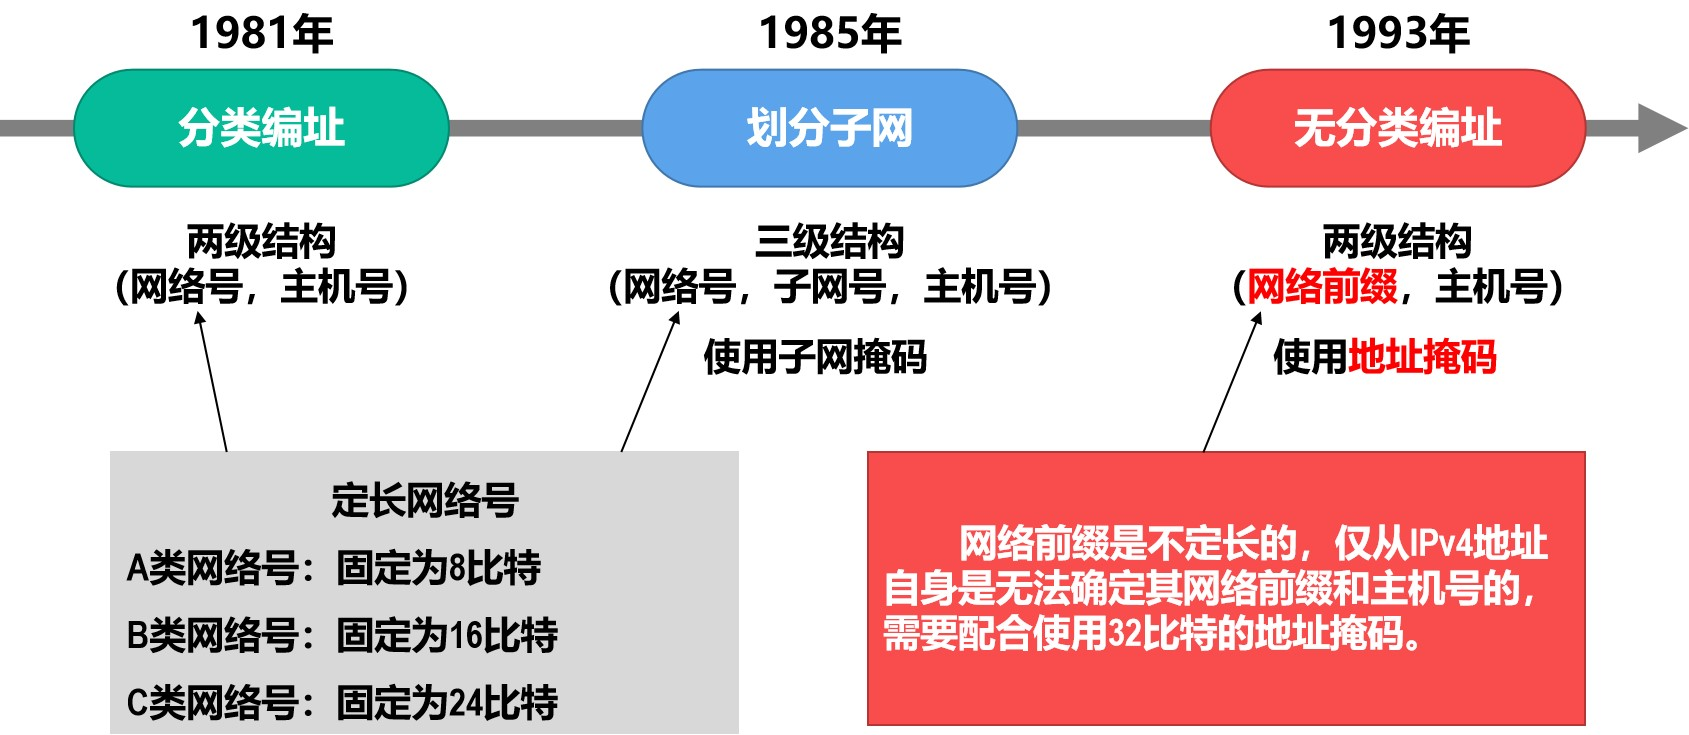 1981年
1985年
1993年
分类编址
划分子网
无分类编址
两级结构
（网络号，主机号）
三级结构
（网络号，子网号，主机号）
使用子网掩码
两级结构
（网络前缀，主机号）
使用地址掩码
定长网络号
A类网络号：固定为8比特
B类网络号：固定为16比特
C类网络号：固定为24比特
网络前缀是不定长的，仅从IPv4地址
自身是无法确定其网络前缀和主机号的，
需要配合使用32比特的地址掩码。